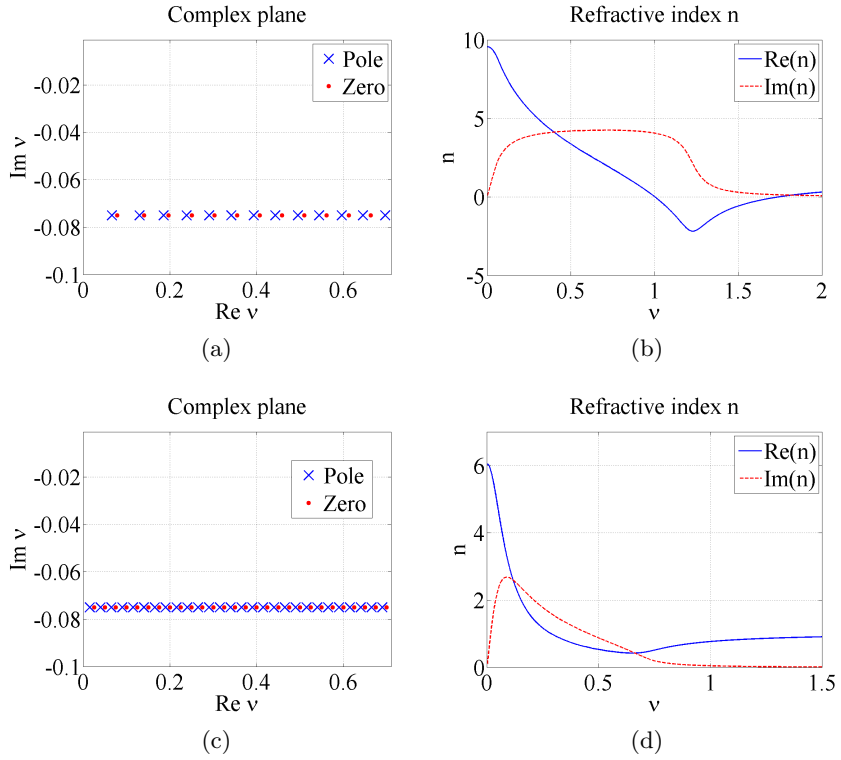 Complex plane
Pole
Zero
-0.02
-0.04
-0.06
-0.08
-0.1
Im ν
0
0.2
0.4
0.6
Re ν
(a)
Refractive index n
Re(n)
Im(n)
10
5
0
-5
n
0
0.5
1
1.5
2
ν
(b)
Complex plane
Pole
Zero
-0.02
-0.04
-0.06
-0.08
-0.1
Im ν
0
0.2
0.4
0.6
Re ν
(c)
Refractive index n
Re(n)
Im(n)
6
4
2
0
n
0
0.5
1
1.5
ν
(d)